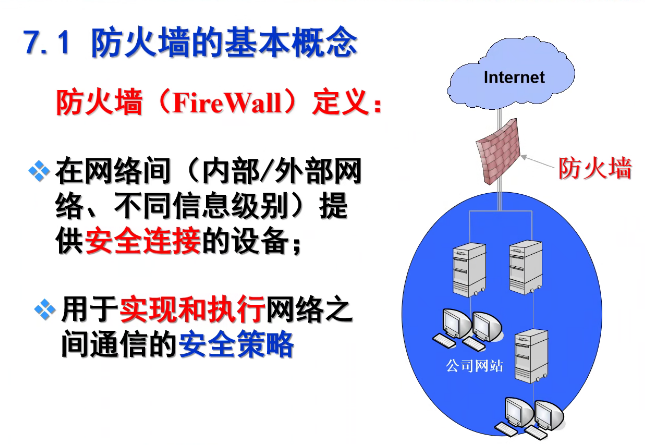 7.1 防火墙的基本概念
防火墙（FireWall）定义：
在网络间（内部/外部网
络、不同信息级别）提
供安全连接的设备；
用于实现和执行网络之
间通信的安全策略
Internet
防火墙
公司网站